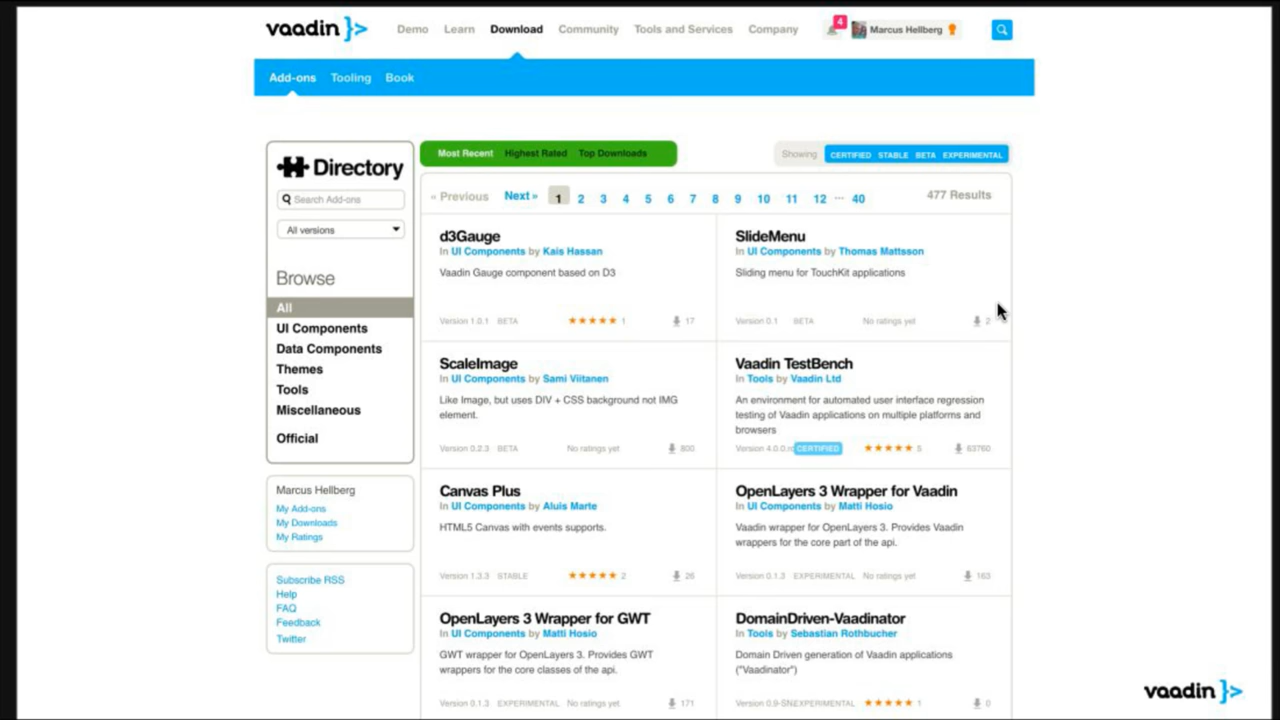 vaadin }>
Demo Learn Download Community Tools and Services Company 4 Marcus Hellberg
Add-ons Tooling Book
Directory
Search Add-ons
All versions
Browse
All
UI Components
Data Components
Themes
Tools
Miscellaneous
Official
Marcus Hellberg
My Add-ons
My Downloads
My Ratings
Subscribe RSS
Help
FAQ
Feedback
Twitter
Most Recent Highest Rated Top Downloads
Showing CERTIFIED STABLE BETA EXPERIMENTAL
« Previous Next » 1 2 3 4 5 6 7 8 9 10 11 12 ... 40 477 Results
d3Gauge
In UI Components by Kais Hassan
Vaadin Gauge component based on D3
Version 1.0.1 BETA ★★★★★ 1 17
SlideMenu
In UI Components by Thomas Mattsson
Sliding menu for TouchKit applications
Version 0.1 BETA No ratings yet 2
ScaleImage
In UI Components by Sami Viitanen
Like Image, but uses DIV + CSS background not IMG
element.
Version 0.2.3 BETA No ratings yet 800
Vaadin TestBench
In Tools by Vaadin Ltd
An environment for automated user interface regression
testing of Vaadin applications on multiple platforms and
browsers
Version 4.0.0.rc CERTIFIED ★★★★★ 5 63760
Canvas Plus
In UI Components by Aluis Marte
HTML5 Canvas with events supports.
Version 1.3.3 STABLE ★★★★★ 2 26
OpenLayers 3 Wrapper for Vaadin
In UI Components by Matti Hosio
Vaadin wrapper for OpenLayers 3. Provides Vaadin
wrappers for the core part of the api.
Version 0.1.3 EXPERIMENTAL No ratings yet 163
OpenLayers 3 Wrapper for GWT
In UI Components by Matti Hosio
GWT wrapper for OpenLayers 3. Provides GWT
wrappers for the core classes of the api.
Version 0.1.3 EXPERIMENTAL No ratings yet 171
DomainDriven-Vaadinator
In Tools by Sebastian Rothbucher
Domain Driven generation of Vaadin applications
("Vaadinator")
Version 0.9-SNEXPERIMENTAL ★★★★★ 1 0
vaadin }>